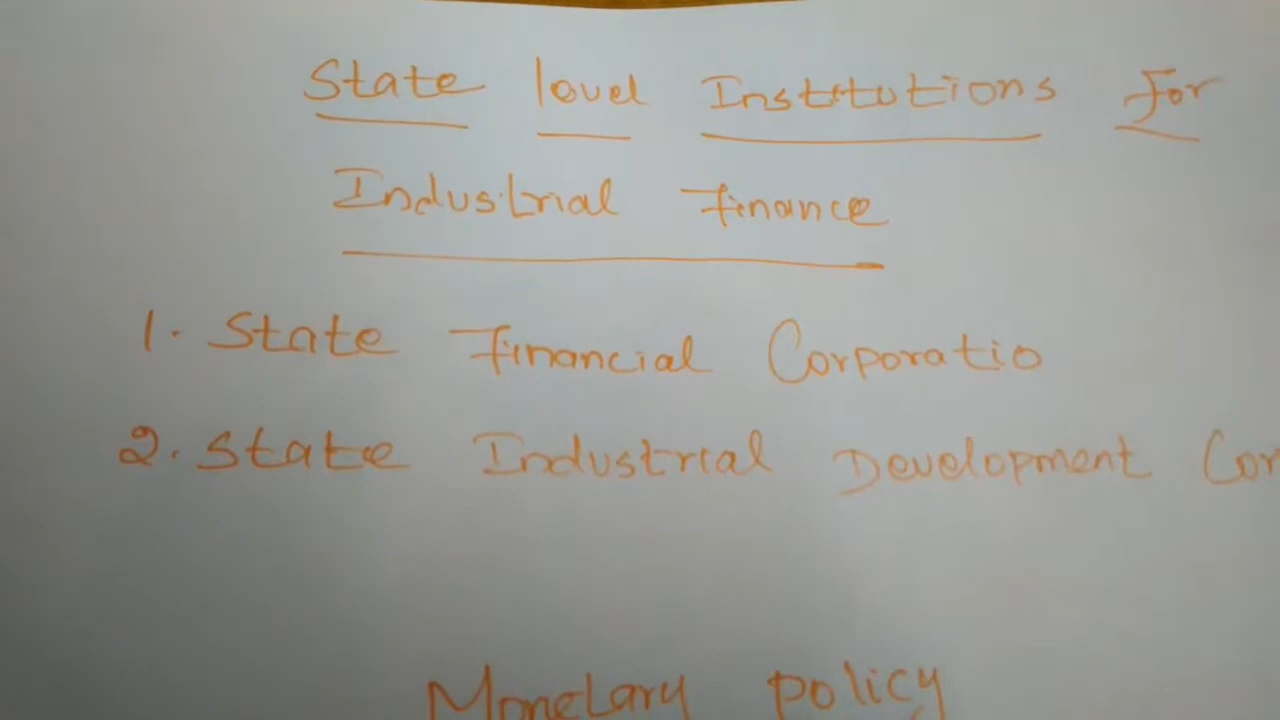 State level Institutions for
Industrial Finance
1. State Financial Corporatio
2. State Industrial Development Cor
Monetary policy